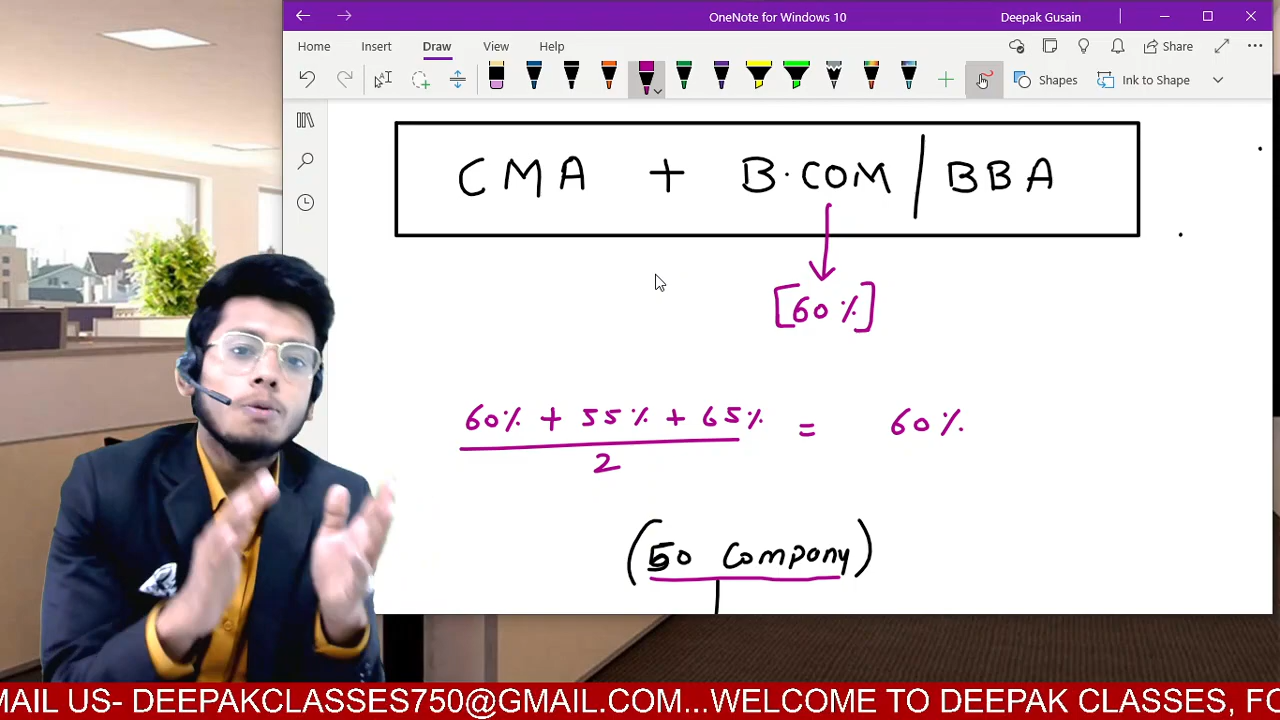 OneNote for Windows 10
Deepak Gusain
Home Insert Draw View Help
Share
Shapes
Ink to Shape
CMA + B.COM | BBA
[60%]
60% + 55% + 65% = 60%
2
(50 Company)
MAIL US- DEEPAKCLASSES750@GMAIL.COM...WELCOME TO DEEPAK CLASSES, FO